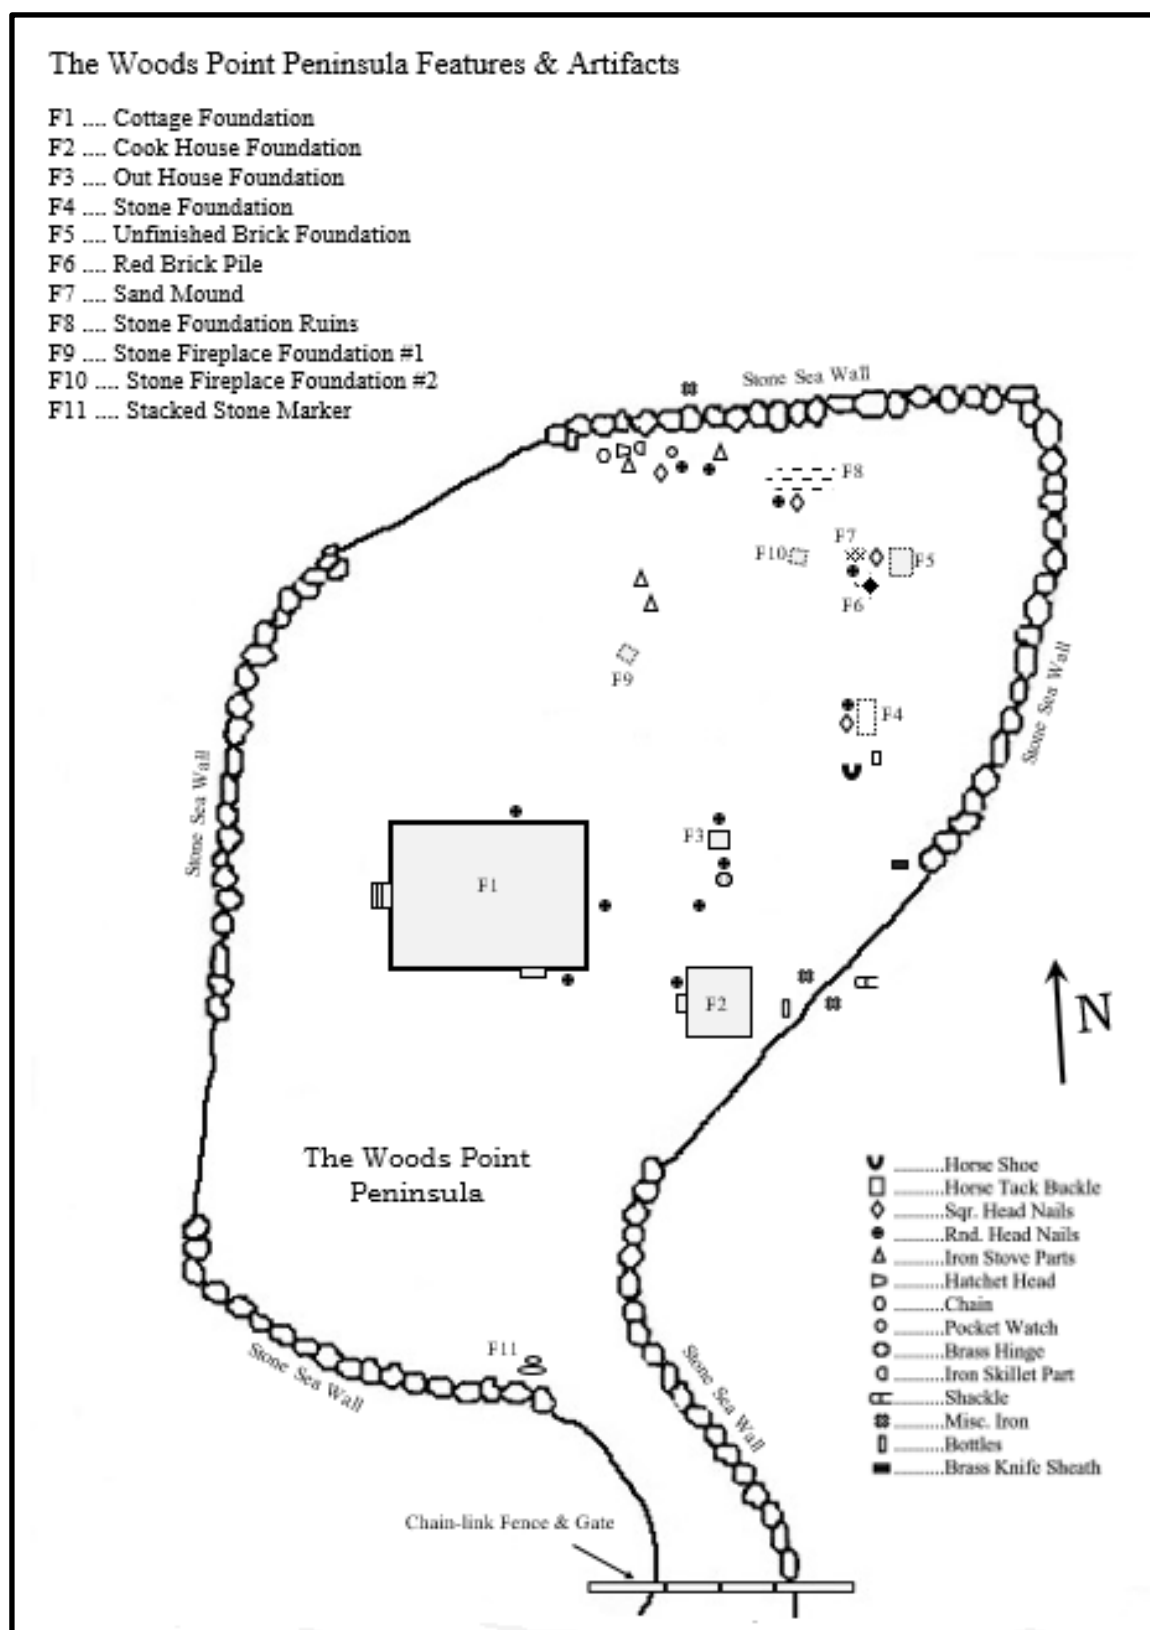 The Woods Point Peninsula Features & Artifacts
F1 .... Cottage Foundation
F2 .... Cook House Foundation
F3 .... Out House Foundation
F4 .... Stone Foundation
F5 .... Unfinished Brick Foundation
F6 .... Red Brick Pile
F7 .... Sand Mound
F8 .... Stone Foundation Ruins
F9 .... Stone Fireplace Foundation #1
F10 .... Stone Fireplace Foundation #2
F11 .... Stacked Stone Marker
Stone Sea Wall
F8
F7
F10
F5
F6
F9
Stone Sea Wall
F4
Stone Sea Wall
F3
F1
F2
N
The Woods Point
Peninsula
F11
Stone Sea Wall
Stone Sea Wall
Chain-link Fence & Gate
..........Horse Shoe
..........Horse Tack Buckle
..........Sqr. Head Nails
..........Rnd. Head Nails
..........Iron Stove Parts
..........Hatchet Head
..........Chain
..........Pocket Watch
..........Brass Hinge
..........Iron Skillet Part
..........Shackle
..........Misc. Iron
..........Bottles
..........Brass Knife Sheath